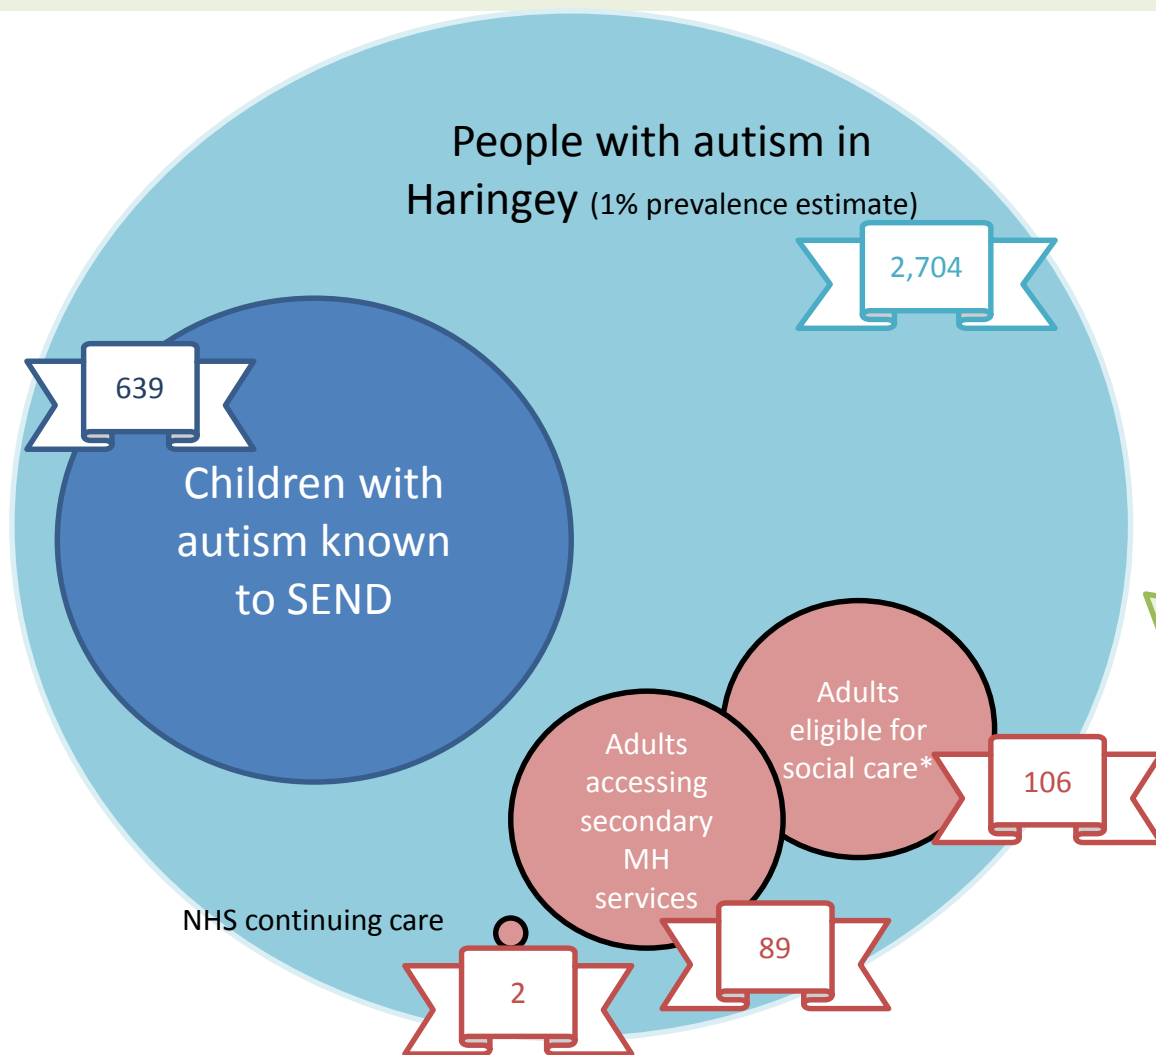 People with autism in
Haringey (1% prevalence estimate)
2,704
639
Children with
autism known
to SEND
Adults
eligible for
social care*
106
Adults
accessing
secondary
MH
services
89
NHS continuing care
2